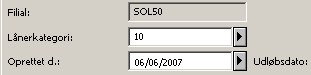 Filial: SOL50
Lånerkategori: 10
Oprettet d.: 06/06/2007 Udløbsdato: